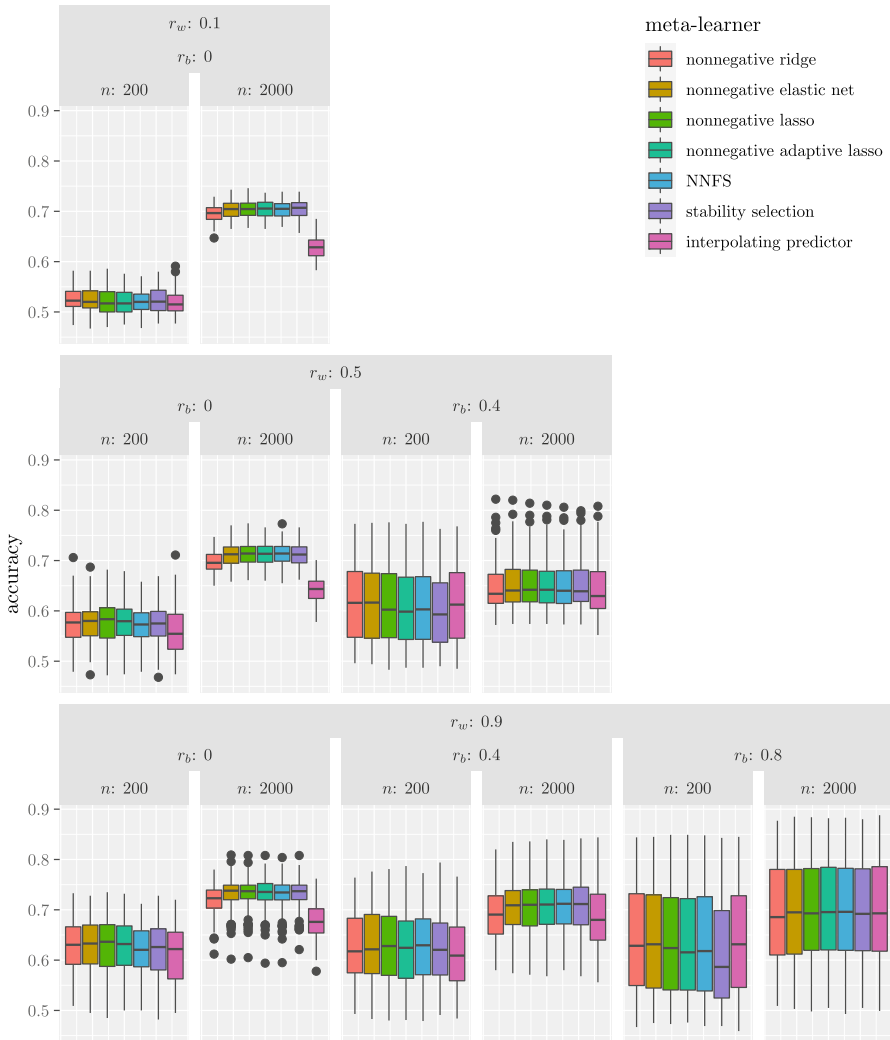 meta-learner
nonnegative ridge
nonnegative elastic net
nonnegative lasso
nonnegative adaptive lasso
NNFS
stability selection
interpolating predictor
r_w: 0.1
r_b: 0
n: 200 n: 2000
0.9
0.8
0.7
0.6
0.5
r_w: 0.5
r_b: 0 r_b: 0.4
n: 200 n: 2000 n: 200 n: 2000
0.9
0.8
0.7
0.6
0.5
accuracy
r_w: 0.9
r_b: 0 r_b: 0.4 r_b: 0.8
n: 200 n: 2000 n: 200 n: 2000 n: 200 n: 2000
0.9
0.8
0.7
0.6
0.5